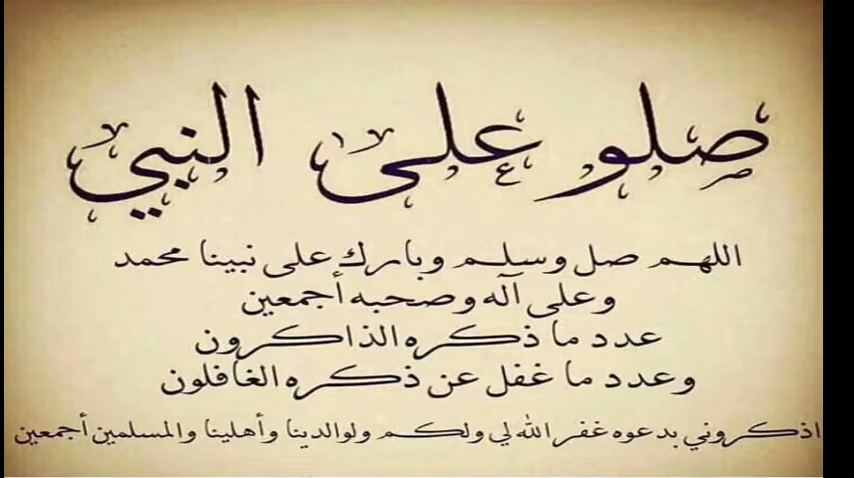 صلو على النبي
اللهم صل وسلم وبارك على نبينا محمد
وعلى آله وصحبه أجمعين
عدد ما ذكره الذاكرون
وعدد ما غفل عن ذكره الغافلون
اذكروني بدعوه غفر الله لي ولكم ولوالدينا وأهلينا والمسلمين أجمعين